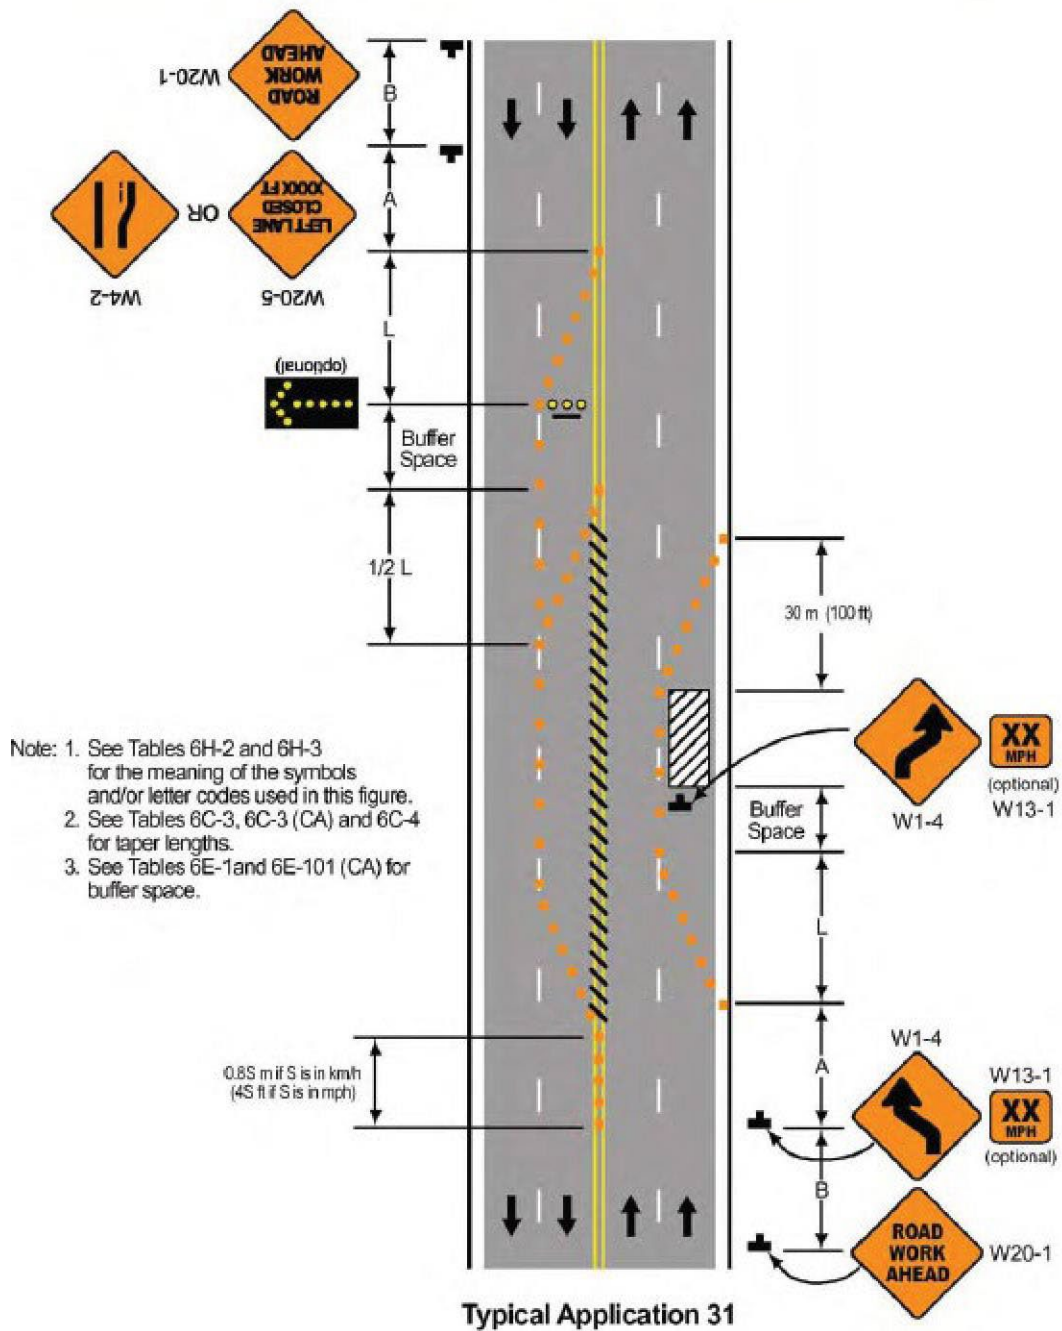 ROAD
WORK
AHEAD
W20-1
B
LEFT LANE
CLOSED
XXXX FT
OR
A
W4-2
W20-5
L
(optional)
Buffer
Space
1/2 L
30 m (100 ft)
Note: 1. See Tables 6H-2 and 6H-3
for the meaning of the symbols
and/or letter codes used in this figure.
2. See Tables 6C-3, 6C-3 (CA) and 6C-4
for taper lengths.
3. See Tables 6E-1and 6E-101 (CA) for
buffer space.
XX
MPH
(optional)
W13-1
W1-4
Buffer
Space
L
W1-4
A
W13-1
XX
MPH
(optional)
0.8S m if S is in km/h
(4S ft if S is in mph)
B
ROAD
WORK
AHEAD
W20-1
Typical Application 31